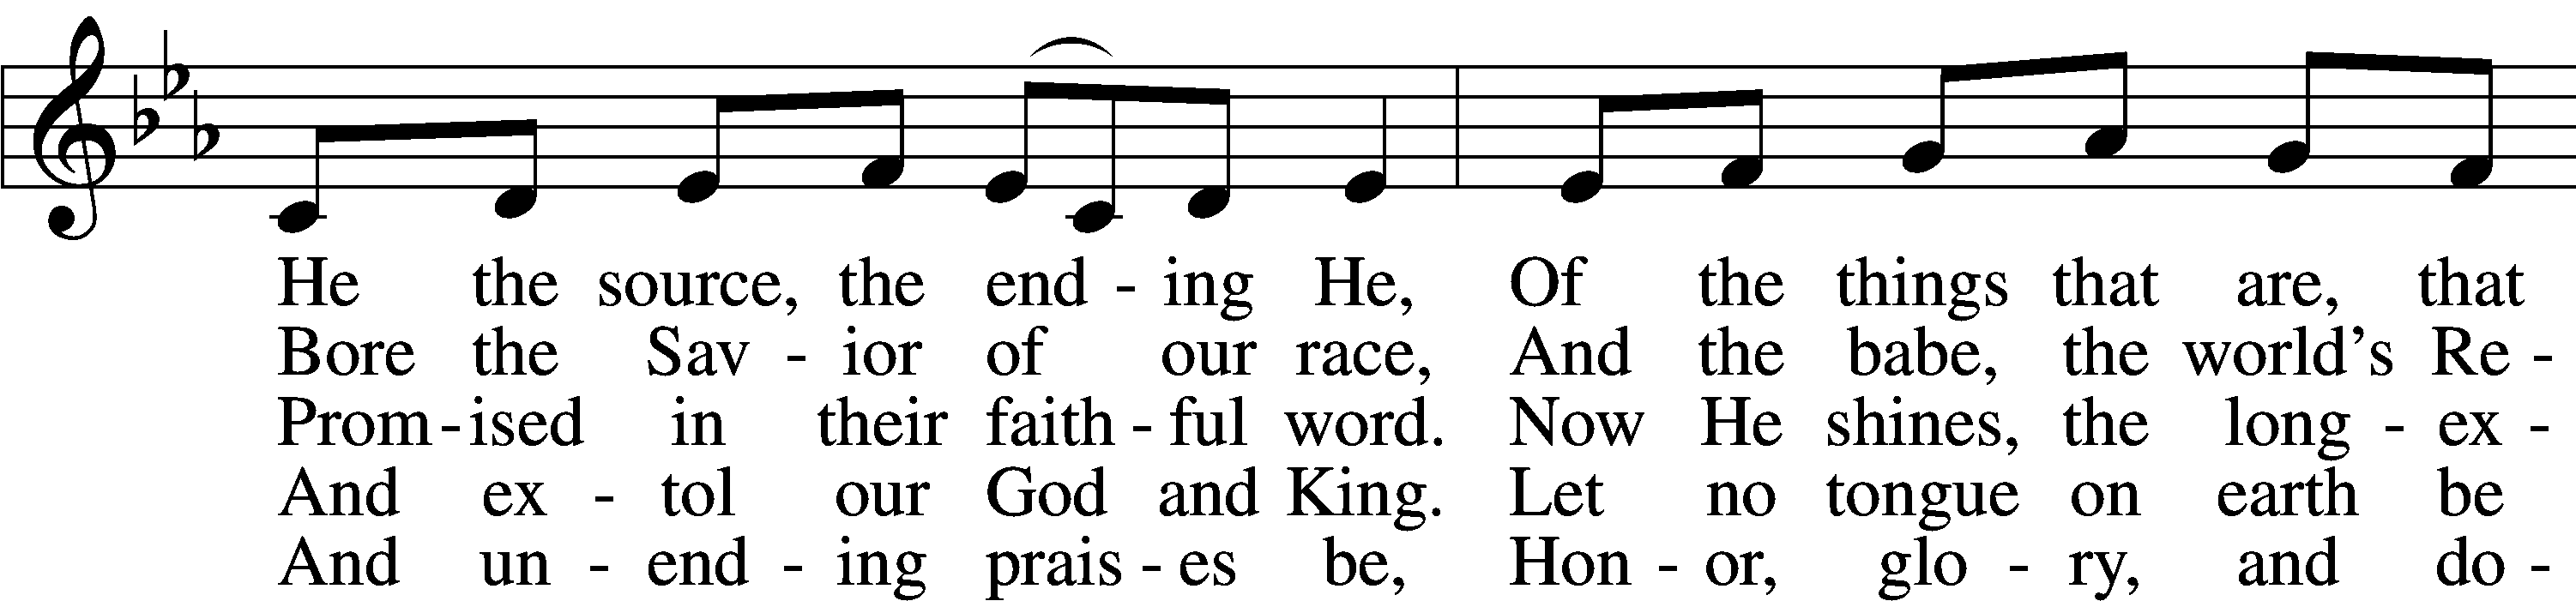 He the source, the end - ing He, Of the things that are, that
Bore the Sav - ior of our race, And the babe, the world’s Re -
Prom - ised in their faith - ful word. Now He shines, the long - ex -
And ex - tol our God and King. Let no tongue on earth be
And un - end - ing prais - es be, Hon - or, glo - ry, and do -